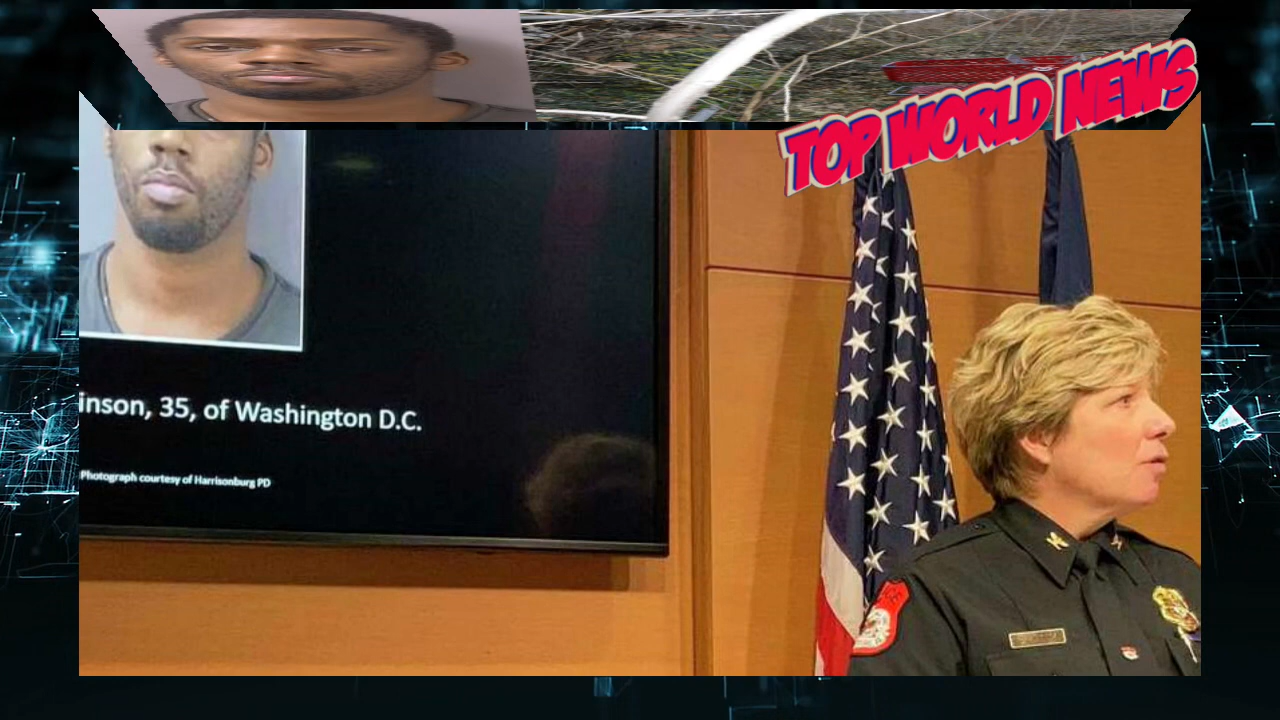 TOP WORLD NEWS
inson, 35, of Washington D.C.
Photograph courtesy of Harrisonburg PD